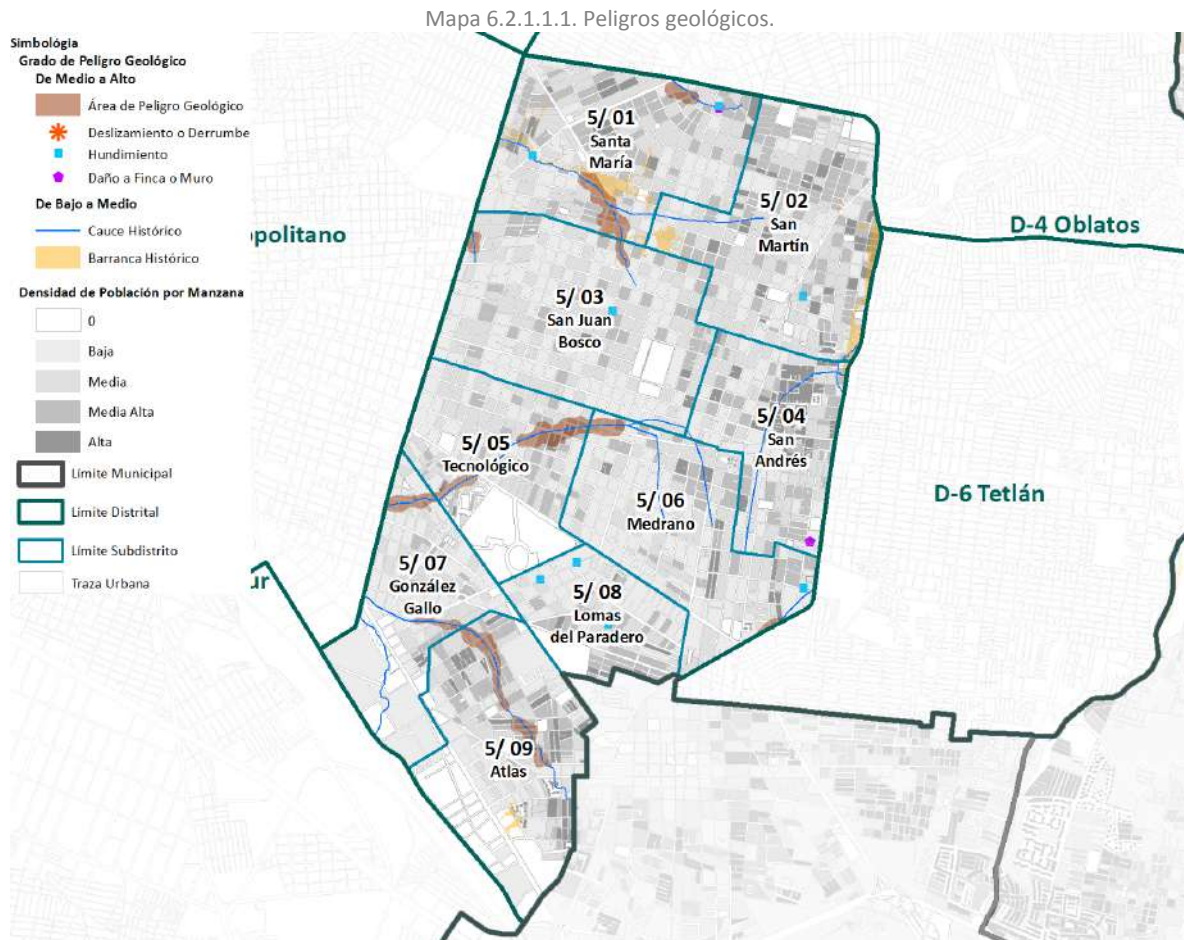 Mapa 6.2.1.1.1. Peligros geológicos.
Simbólogia
Grado de Peligro Geológico
De Medio a Alto
Área de Peligro Geológico
Deslizamiento o Derrumbe
Hundimiento
Daño a Finca o Muro
De Bajo a Medio
Cauce Histórico
Barranca Histórico
Densidad de Población por Manzana
0
Baja
Media
Media Alta
Alta
Límite Municipal
Límite Distrital
Límite Subdistrito
Traza Urbana
5/ 01
Santa
María
5/ 02
San
Martín
D-4 Oblatos
opolitano
5/ 03
San Juan
Bosco
5/ 04
San
Andrés
5/ 05
Tecnológico
D-6 Tetlán
5/ 06
Medrano
5/ 07
González
Gallo
ur
5/ 08
Lomas
del Paradero
5/ 09
Atlas